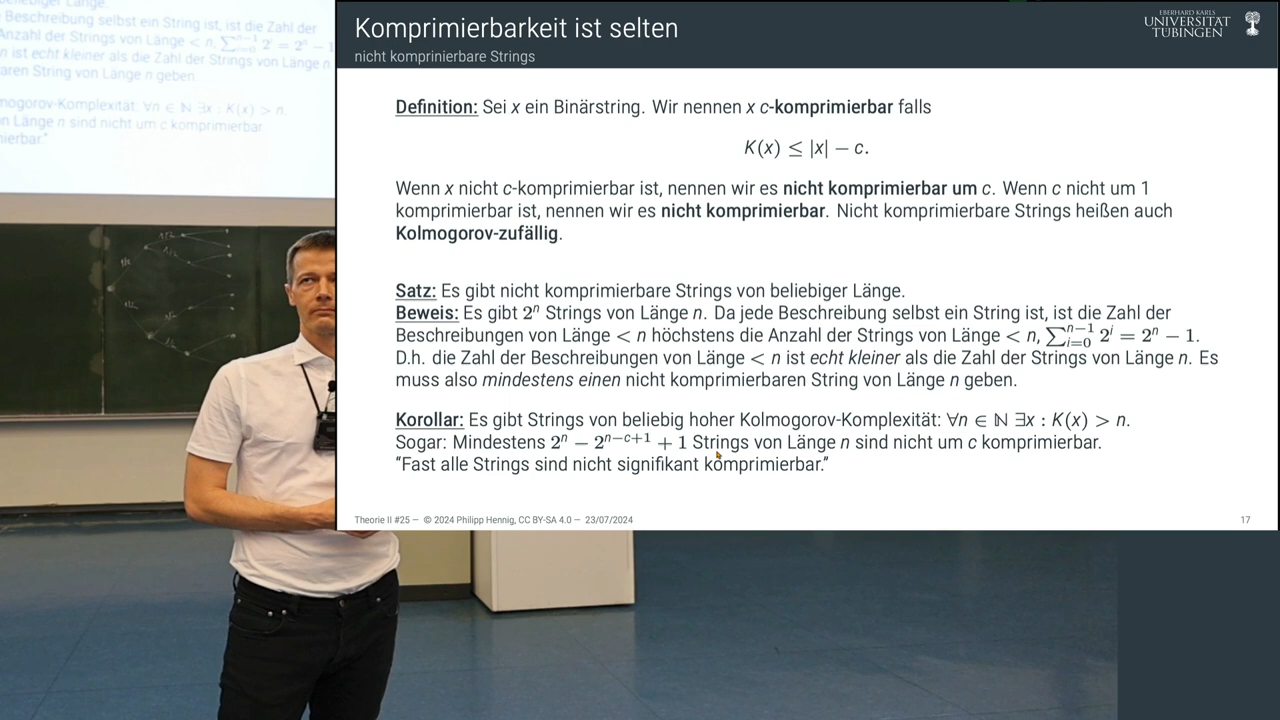 Beschreibung selbst ein String ist, ist die Zahl der
Anzahl der Strings von Länge < n, ∑_{i=0}^{n-1} 2^i = 2^n − 1
n ist echt kleiner als die Zahl der Strings von Länge n
aren String von Länge n geben.
mogorov-Komplexität: ∀n ∈ ℕ ∃x : K(x) > n.
n Länge n sind nicht um c komprimierbar
mierbar."
Komprimierbarkeit ist selten
nicht komprinierbare Strings
EBERHARD KARLS
UNIVERSITÄT
TÜBINGEN
Definition: Sei x ein Binärstring. Wir nennen x c-komprimierbar falls
K(x) ≤ |x| − c.
Wenn x nicht c-komprimierbar ist, nennen wir es nicht komprimierbar um c. Wenn c nicht um 1
komprimierbar ist, nennen wir es nicht komprimierbar. Nicht komprimierbare Strings heißen auch
Kolmogorov-zufällig.
Satz: Es gibt nicht komprimierbare Strings von beliebiger Länge.
Beweis: Es gibt 2^n Strings von Länge n. Da jede Beschreibung selbst ein String ist, ist die Zahl der
Beschreibungen von Länge < n höchstens die Anzahl der Strings von Länge < n, ∑_{i=0}^{n−1} 2^i = 2^n − 1.
D.h. die Zahl der Beschreibungen von Länge < n ist echt kleiner als die Zahl der Strings von Länge n. Es
muss also mindestens einen nicht komprimierbaren String von Länge n geben.
Korollar: Es gibt Strings von beliebig hoher Kolmogorov-Komplexität: ∀n ∈ ℕ ∃x : K(x) > n.
Sogar: Mindestens 2^n − 2^{n−c+1} + 1 Strings von Länge n sind nicht um c komprimierbar.
“Fast alle Strings sind nicht signifikant komprimierbar.”
Theorie II #25 — © 2024 Philipp Hennig, CC BY-SA 4.0 — 23/07/2024
17